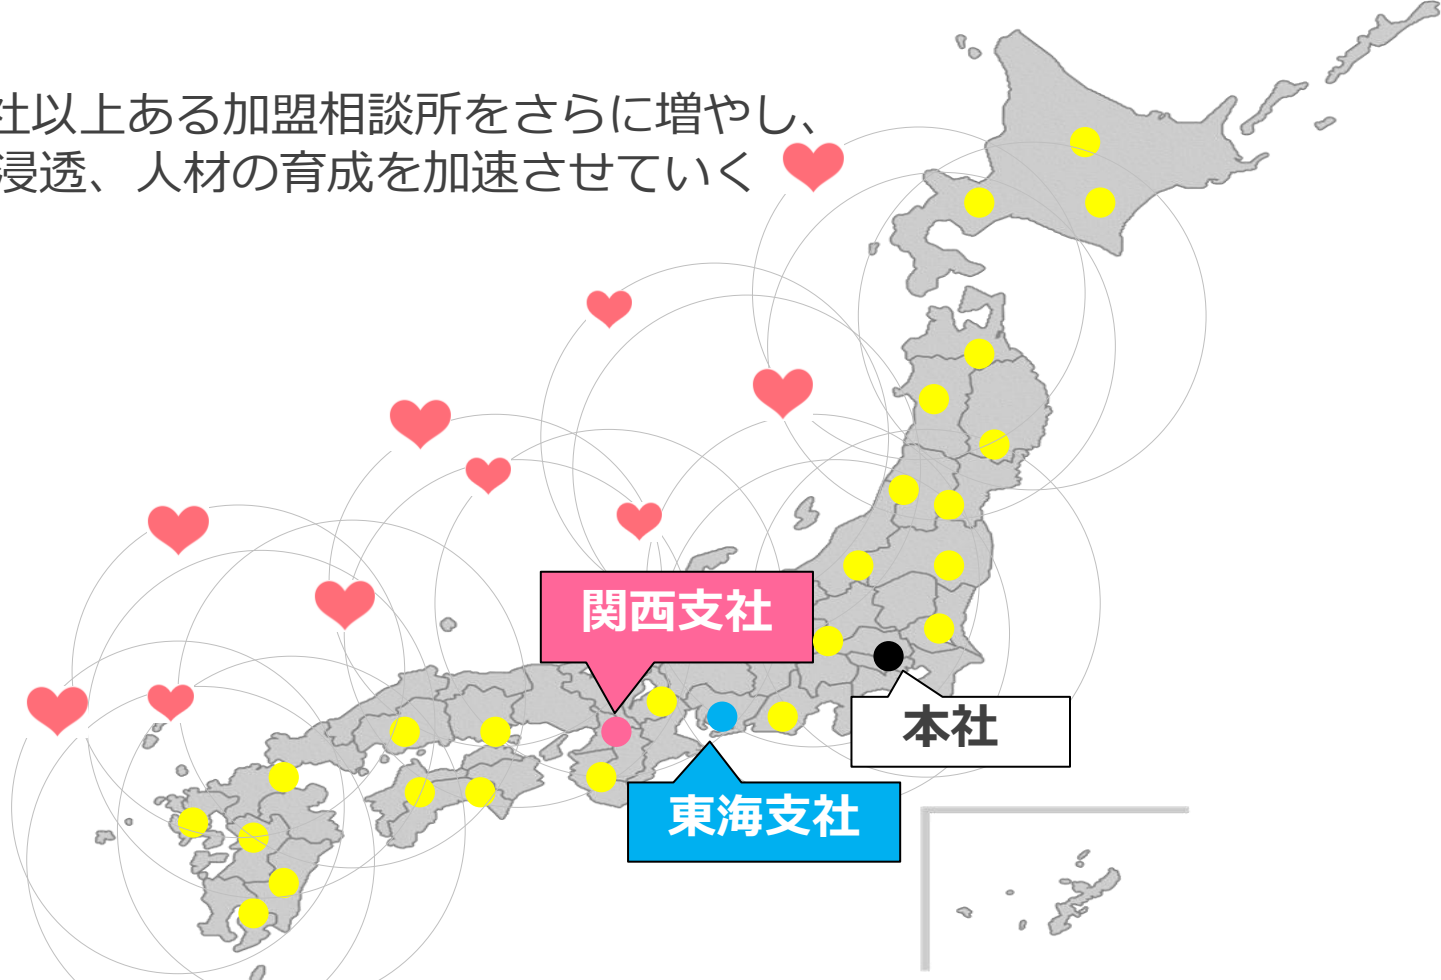 社以上ある加盟相談所をさらに増やし、
浸透、人材の育成を加速させていく
関西支社
本社
東海支社